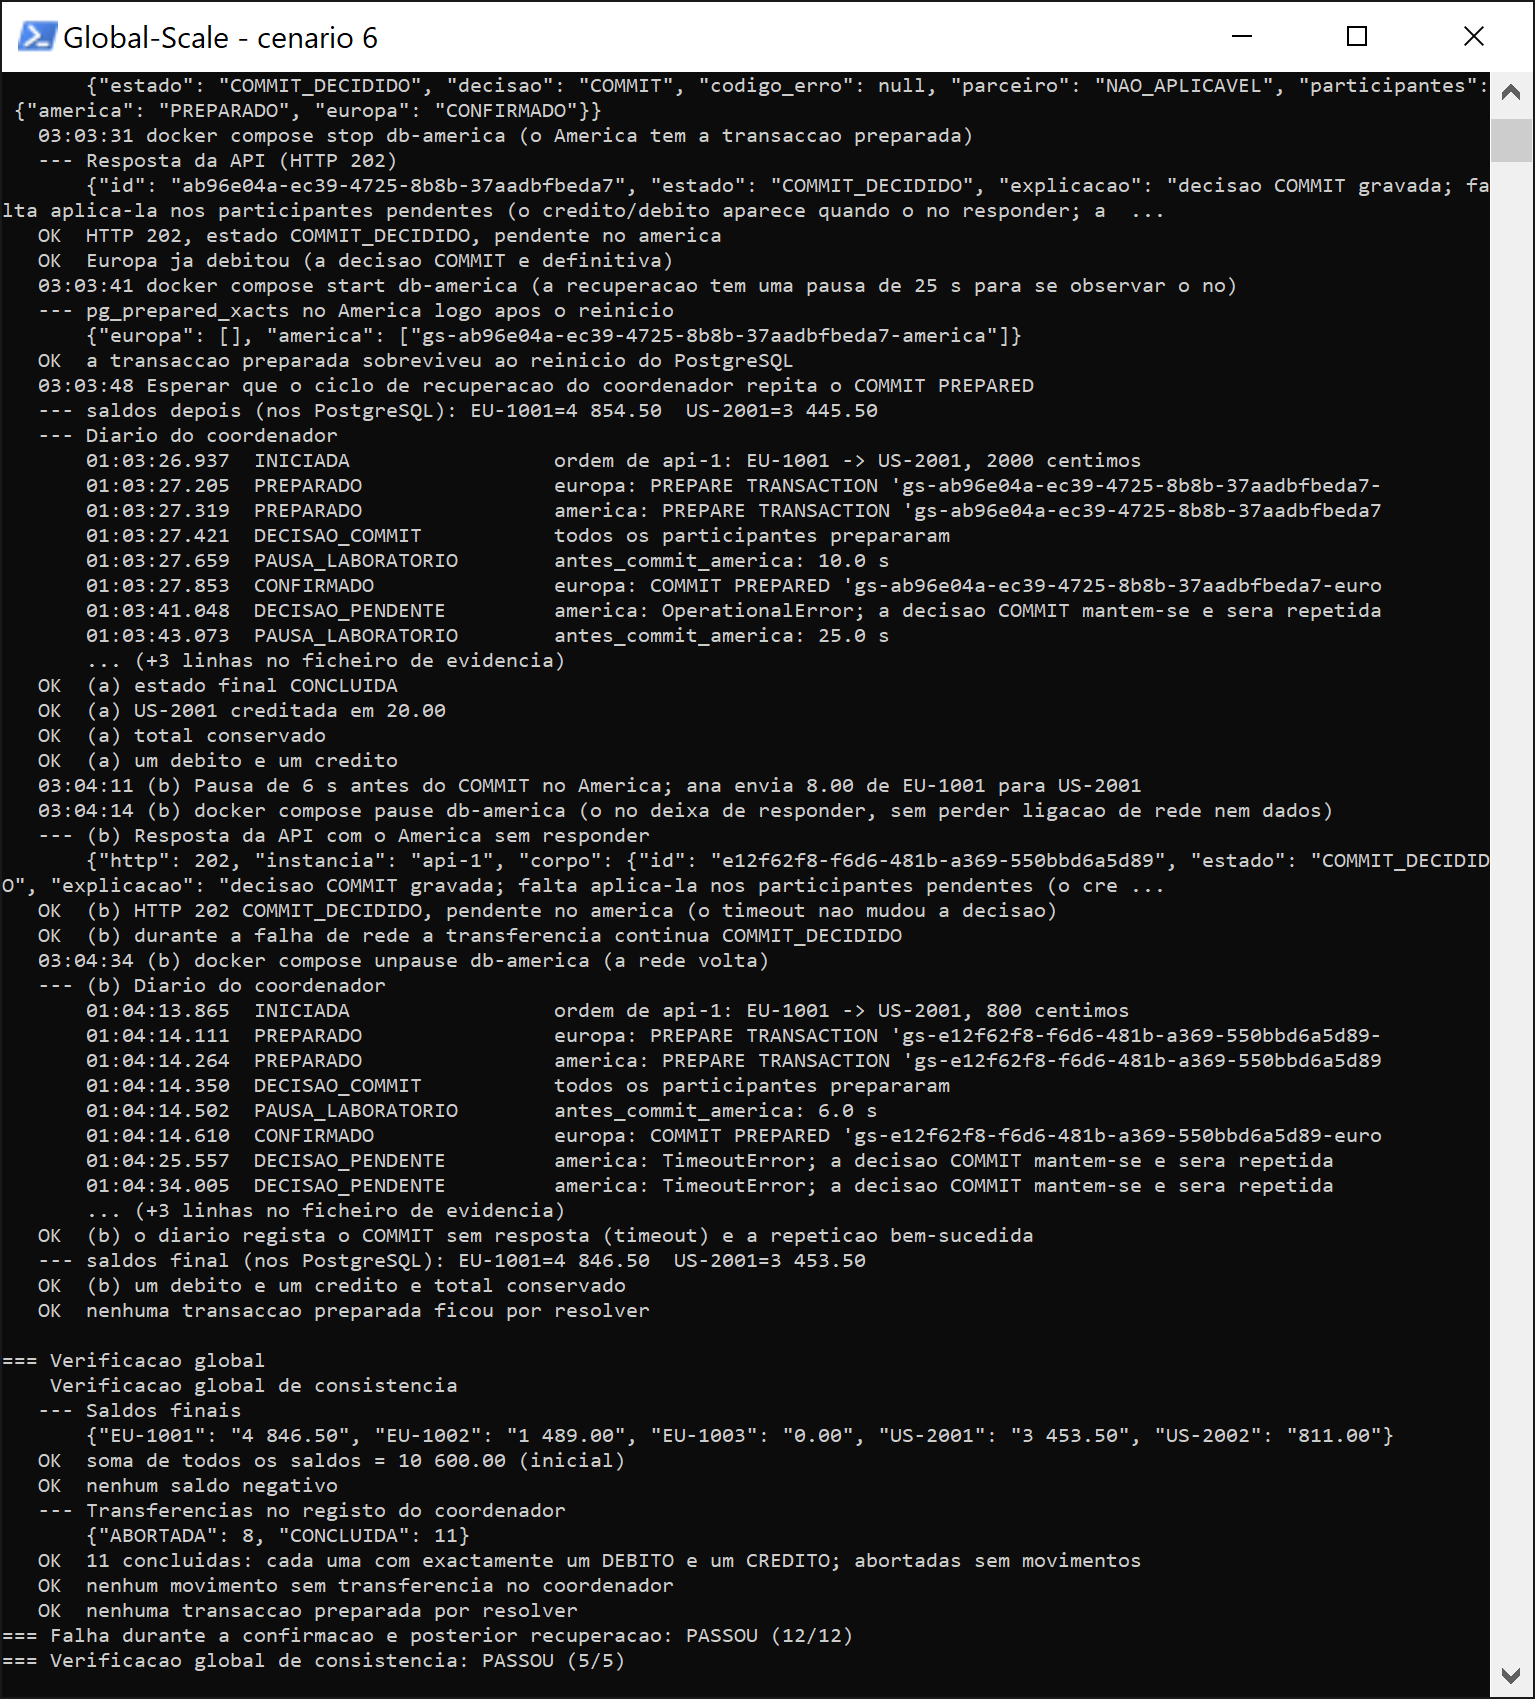 Global-Scale - cenario 6
{"estado": "COMMIT_DECIDIDO", "decisao": "COMMIT", "codigo_erro": null, "parceiro": "NAO_APLICAVEL", "participantes":
{"america": "PREPARADO", "europa": "CONFIRMADO"}}
03:03:31 docker compose stop db-america (o America tem a transaccao preparada)
--- Resposta da API (HTTP 202)
{"id": "ab96e04a-ec39-4725-8b8b-37aadbfbeda7", "estado": "COMMIT_DECIDIDO", "explicacao": "decisao COMMIT gravada; fa
lta aplica-la nos participantes pendentes (o credito/debito aparece quando o no responder; a  ...
OK  HTTP 202, estado COMMIT_DECIDIDO, pendente no america
OK  Europa ja debitou (a decisao COMMIT e definitiva)
03:03:41 docker compose start db-america (a recuperacao tem uma pausa de 25 s para se observar o no)
--- pg_prepared_xacts no America logo apos o reinicio
{"europa": [], "america": ["gs-ab96e04a-ec39-4725-8b8b-37aadbfbeda7-america"]}
OK  a transaccao preparada sobreviveu ao reinicio do PostgreSQL
03:03:48 Esperar que o ciclo de recuperacao do coordenador repita o COMMIT PREPARED
--- saldos depois (nos PostgreSQL): EU-1001=4 854.50  US-2001=3 445.50
--- Diario do coordenador
01:03:26.937  INICIADA                 ordem de api-1: EU-1001 -> US-2001, 2000 centimos
01:03:27.205  PREPARADO                europa: PREPARE TRANSACTION 'gs-ab96e04a-ec39-4725-8b8b-37aadbfbeda7-
01:03:27.319  PREPARADO                america: PREPARE TRANSACTION 'gs-ab96e04a-ec39-4725-8b8b-37aadbfbeda7
01:03:27.421  DECISAO_COMMIT           todos os participantes prepararam
01:03:27.659  PAUSA_LABORATORIO        antes_commit_america: 10.0 s
01:03:27.853  CONFIRMADO               europa: COMMIT PREPARED 'gs-ab96e04a-ec39-4725-8b8b-37aadbfbeda7-euro
01:03:41.048  DECISAO_PENDENTE         america: OperationalError; a decisao COMMIT mantem-se e sera repetida
01:03:43.073  PAUSA_LABORATORIO        antes_commit_america: 25.0 s
... (+3 linhas no ficheiro de evidencia)
OK  (a) estado final CONCLUIDA
OK  (a) US-2001 creditada em 20.00
OK  (a) total conservado
OK  (a) um debito e um credito
03:04:11 (b) Pausa de 6 s antes do COMMIT no America; ana envia 8.00 de EU-1001 para US-2001
03:04:14 (b) docker compose pause db-america (o no deixa de responder, sem perder ligacao de rede nem dados)
--- (b) Resposta da API com o America sem responder
{"http": 202, "instancia": "api-1", "corpo": {"id": "e12f62f8-f6d6-481b-a369-550bbd6a5d89", "estado": "COMMIT_DECIDID
O", "explicacao": "decisao COMMIT gravada; falta aplica-la nos participantes pendentes (o cre ...
OK  (b) HTTP 202 COMMIT_DECIDIDO, pendente no america (o timeout nao mudou a decisao)
OK  (b) durante a falha de rede a transferencia continua COMMIT_DECIDIDO
03:04:34 (b) docker compose unpause db-america (a rede volta)
--- (b) Diario do coordenador
01:04:13.865  INICIADA                 ordem de api-1: EU-1001 -> US-2001, 800 centimos
01:04:14.111  PREPARADO                europa: PREPARE TRANSACTION 'gs-e12f62f8-f6d6-481b-a369-550bbd6a5d89-
01:04:14.264  PREPARADO                america: PREPARE TRANSACTION 'gs-e12f62f8-f6d6-481b-a369-550bbd6a5d89
01:04:14.350  DECISAO_COMMIT           todos os participantes prepararam
01:04:14.502  PAUSA_LABORATORIO        antes_commit_america: 6.0 s
01:04:14.610  CONFIRMADO               europa: COMMIT PREPARED 'gs-e12f62f8-f6d6-481b-a369-550bbd6a5d89-euro
01:04:25.557  DECISAO_PENDENTE         america: TimeoutError; a decisao COMMIT mantem-se e sera repetida
01:04:34.005  DECISAO_PENDENTE         america: TimeoutError; a decisao COMMIT mantem-se e sera repetida
... (+3 linhas no ficheiro de evidencia)
OK  (b) o diario regista o COMMIT sem resposta (timeout) e a repeticao bem-sucedida
--- saldos final (nos PostgreSQL): EU-1001=4 846.50  US-2001=3 453.50
OK  (b) um debito e um credito e total conservado
OK  nenhuma transaccao preparada ficou por resolver
=== Verificacao global
Verificacao global de consistencia
--- Saldos finais
{"EU-1001": "4 846.50", "EU-1002": "1 489.00", "EU-1003": "0.00", "US-2001": "3 453.50", "US-2002": "811.00"}
OK  soma de todos os saldos = 10 600.00 (inicial)
OK  nenhum saldo negativo
--- Transferencias no registo do coordenador
{"ABORTADA": 8, "CONCLUIDA": 11}
OK  11 concluidas: cada uma com exactamente um DEBITO e um CREDITO; abortadas sem movimentos
OK  nenhum movimento sem transferencia no coordenador
OK  nenhuma transaccao preparada por resolver
=== Falha durante a confirmacao e posterior recuperacao: PASSOU (12/12)
=== Verificacao global de consistencia: PASSOU (5/5)